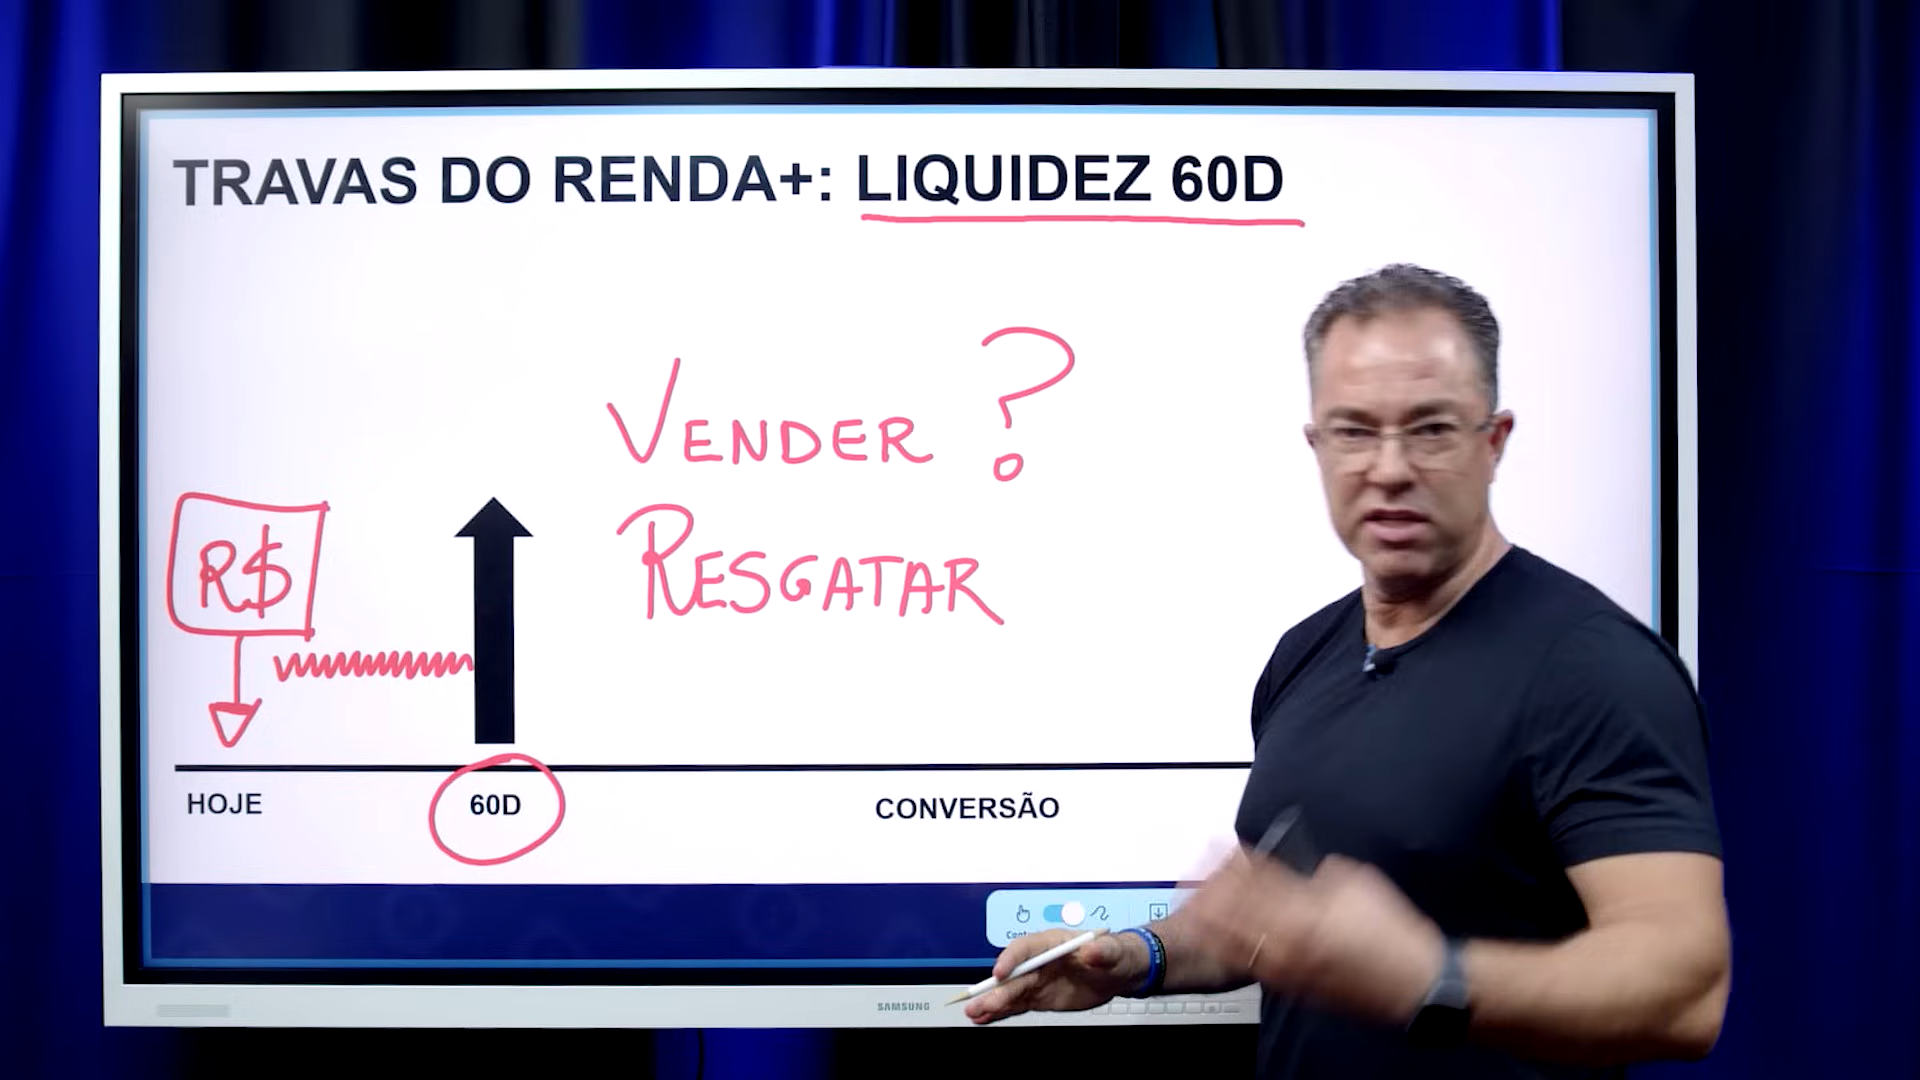 TRAVAS DO RENDA+: LIQUIDEZ 60D
VENDER ?
RESGATAR
R$
HOJE
60D
CONVERSÃO
SAMSUNG